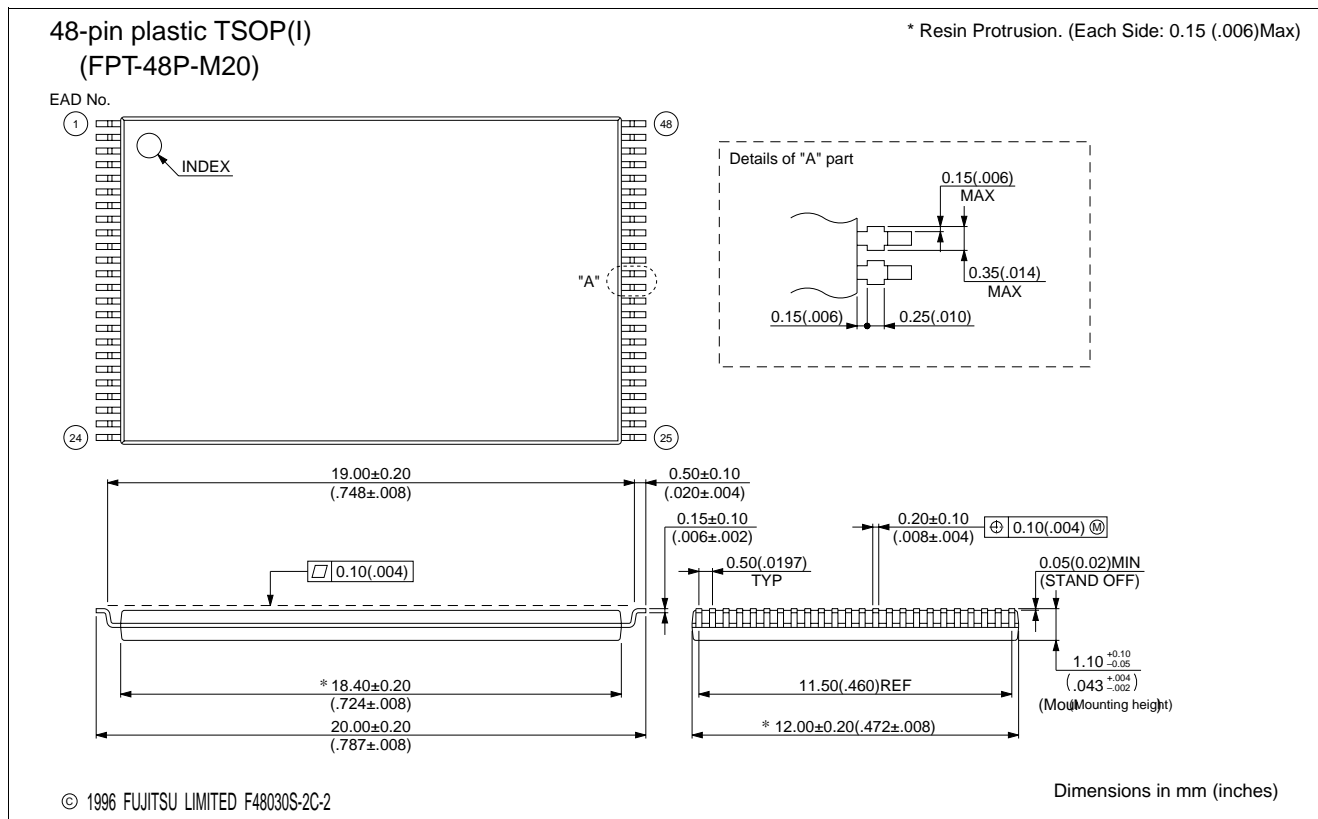 48-pin plastic TSOP(I)
(FPT-48P-M20)
* Resin Protrusion. (Each Side: 0.15 (.006)Max)
EAD No.
1
48
INDEX
"A"
24
25
Details of "A" part
0.15(.006)
MAX
0.35(.014)
MAX
0.15(.006)
0.25(.010)
19.00±0.20
(.748±.008)
0.50±0.10
(.020±.004)
0.15±0.10
(.006±.002)
0.10(.004)
* 18.40±0.20
(.724±.008)
20.00±0.20
(.787±.008)
0.20±0.10
(.008±.004)
⌖ 0.10(.004) Ⓜ
0.50(.0197)
TYP
0.05(0.02)MIN
(STAND OFF)
1.10 +0.10 –0.05
(.043 +.004 –.002)
(Mounting height)
11.50(.460)REF
* 12.00±0.20(.472±.008)
© 1996 FUJITSU LIMITED F48030S-2C-2
Dimensions in mm (inches)